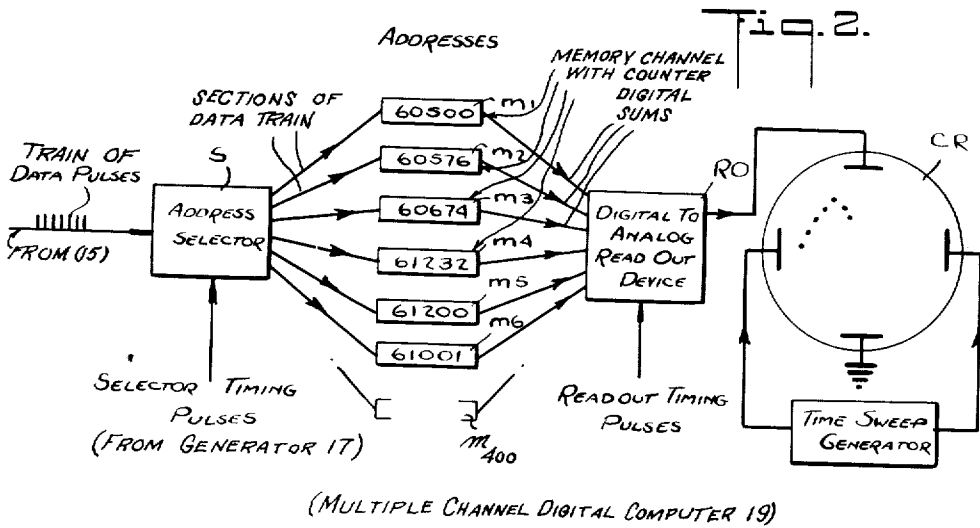 Fig. 2.
ADDRESSES
MEMORY CHANNEL
WITH COUNTER
DIGITAL
SUMS
SECTIONS OF
DATA TRAIN
TRAIN OF
DATA PULSES
FROM (15)
S
ADDRESS
SELECTOR
60500
m1
60576
m2
60674
m3
61232
m4
61200
m5
61001
m6
m400
RO
DIGITAL TO
ANALOG
READ OUT
DEVICE
CR
SELECTOR TIMING
PULSES
(FROM GENERATOR 17)
READOUT TIMING
PULSES
TIME SWEEP
GENERATOR
(MULTIPLE CHANNEL DIGITAL COMPUTER 19)